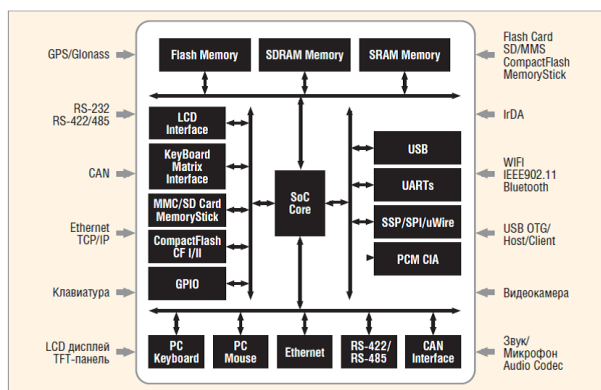 GPS/Glonass
RS-232
RS-422/485
CAN
Ethernet
TCP/IP
Клавиатура
LCD дисплей
TFT-панель
Flash Memory
SDRAM Memory
SRAM Memory
LCD
Interface
KeyBoard
Matrix
Interface
MMC/SD Card
MemoryStick
CompactFlash
CF I/II
GPIO
SoC
Core
USB
UARTs
SSP/SPI/uWire
PCM CIA
PC
Keyboard
PC
Mouse
Ethernet
RS-422/
RS-485
CAN
Interface
Flash Card
SD/MMS
CompactFlash
MemoryStick
IrDA
WIFI
IEEE902.11
Bluetooth
USB OTG/
Host/Client
Видеокамера
Звук/
Микрофон
Audio Codec